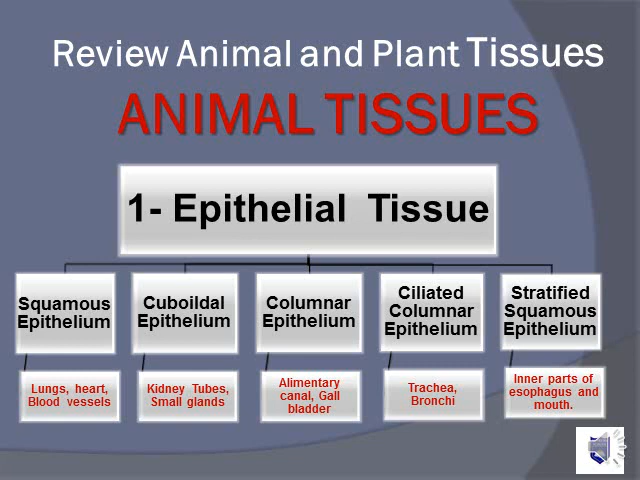 Review Animal and Plant Tissues
ANIMAL TISSUES
1- Epithelial Tissue
Squamous
Epithelium
Cuboildal
Epithelium
Columnar
Epithelium
Ciliated
Columnar
Epithelium
Stratified
Squamous
Epithelium
Lungs, heart,
Blood vessels
Kidney Tubes,
Small glands
Alimentary
canal, Gall
bladder
Trachea,
Bronchi
Inner parts of
esophagus and
mouth.